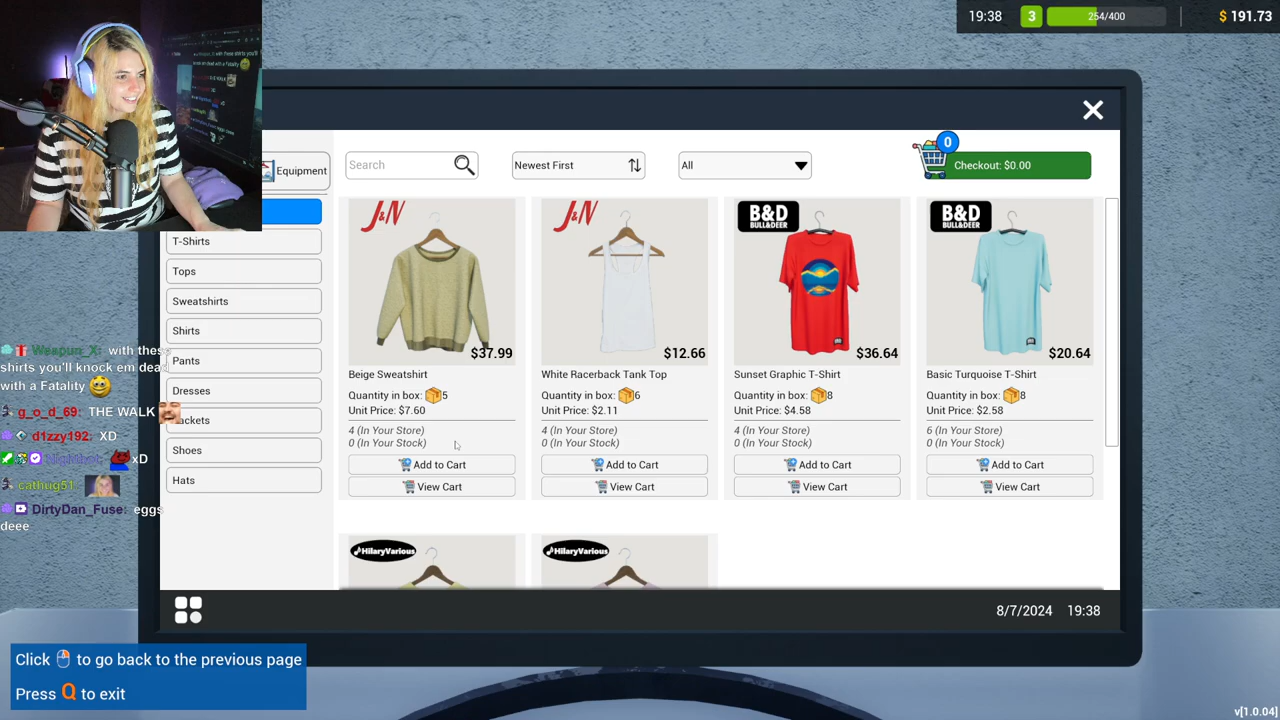 19:38 3 254/400 $ 191.73
Equipment
Search
Newest First
All
0
Checkout: $0.00
T-Shirts
Tops
Sweatshirts
Shirts
Pants
Dresses
ackets
Shoes
Hats
J&N
$37.99
Beige Sweatshirt
Quantity in box: 5
Unit Price: $7.60
4 (In Your Store)
0 (In Your Stock)
Add to Cart
View Cart
J&N
$12.66
White Racerback Tank Top
Quantity in box: 6
Unit Price: $2.11
4 (In Your Store)
0 (In Your Stock)
Add to Cart
View Cart
B&D
BULL&DEER
$36.64
Sunset Graphic T-Shirt
Quantity in box: 8
Unit Price: $4.58
4 (In Your Store)
0 (In Your Stock)
Add to Cart
View Cart
B&D
BULL&DEER
$20.64
Basic Turquoise T-Shirt
Quantity in box: 8
Unit Price: $2.58
6 (In Your Store)
0 (In Your Stock)
Add to Cart
View Cart
HilaryVarious
HilaryVarious
Weapun_X: with these
shirts you'll knock em dead
with a Fatality
g_o_d_69: THE WALK
d1zzy192: XD
xD
cathug51
DirtyDan_Fuse: eggs
deee
8/7/2024 19:38
Click to go back to the previous page
Press Q to exit
v[1.0.04]